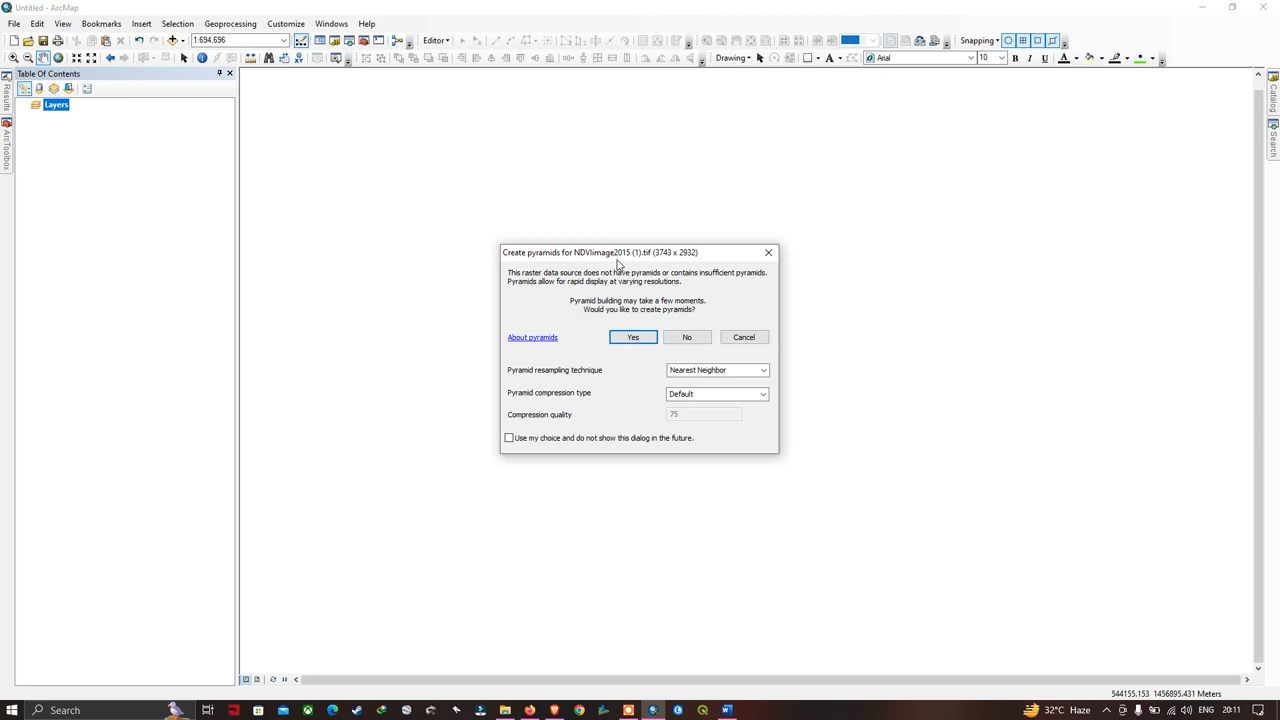 Untitled - ArcMap
File Edit View Bookmarks Insert Selection Geoprocessing Customize Windows Help
1:694,696 Editor Snapping
Drawing Arial 10 B I U A
Table Of Contents
Layers
Results
ArcToolbox
Catalog
Search
Create pyramids for NDVIimage2015 (1).tif (3743 x 2932)
This raster data source does not have pyramids or contains insufficient pyramids.
Pyramids allow for rapid display at varying resolutions.
Pyramid building may take a few moments.
Would you like to create pyramids?
About pyramids Yes No Cancel
Pyramid resampling technique Nearest Neighbor
Pyramid compression type Default
Compression quality 75
Use my choice and do not show this dialog in the future.
544155.153 1456895.431 Meters
Search 32°C Haze ENG 20:11